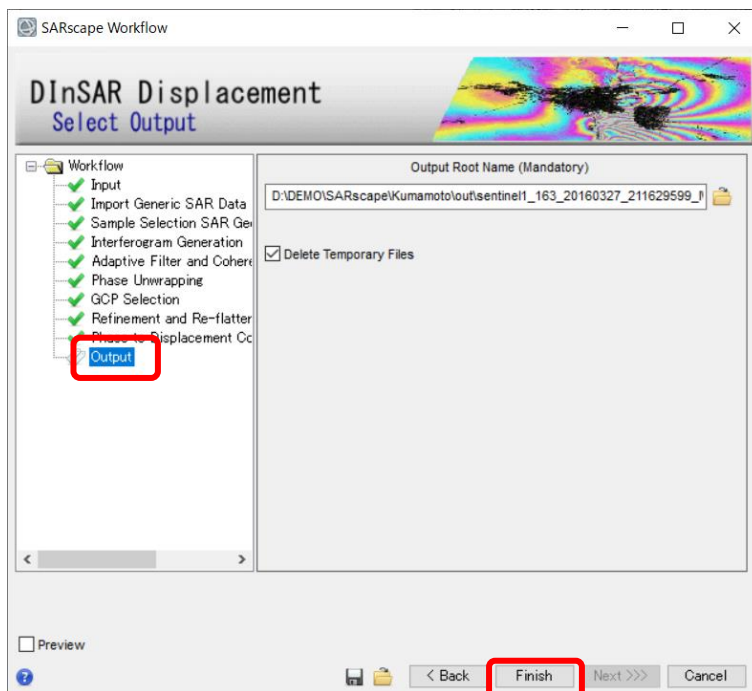 SARscape Workflow
DInSAR Displacement
Select Output
Workflow
Input
Import Generic SAR Data
Sample Selection SAR Ge
Interferogram Generation
Adaptive Filter and Cohere
Phase Unwrapping
GCP Selection
Refinement and Re-flatter
Phase to Displacement Co
Output
Output Root Name (Mandatory)
D:\DEMO\SARscape\Kumamoto\out\sentinel1_163_20160327_211629599_I
Delete Temporary Files
Preview
< Back
Finish
Next >>>
Cancel